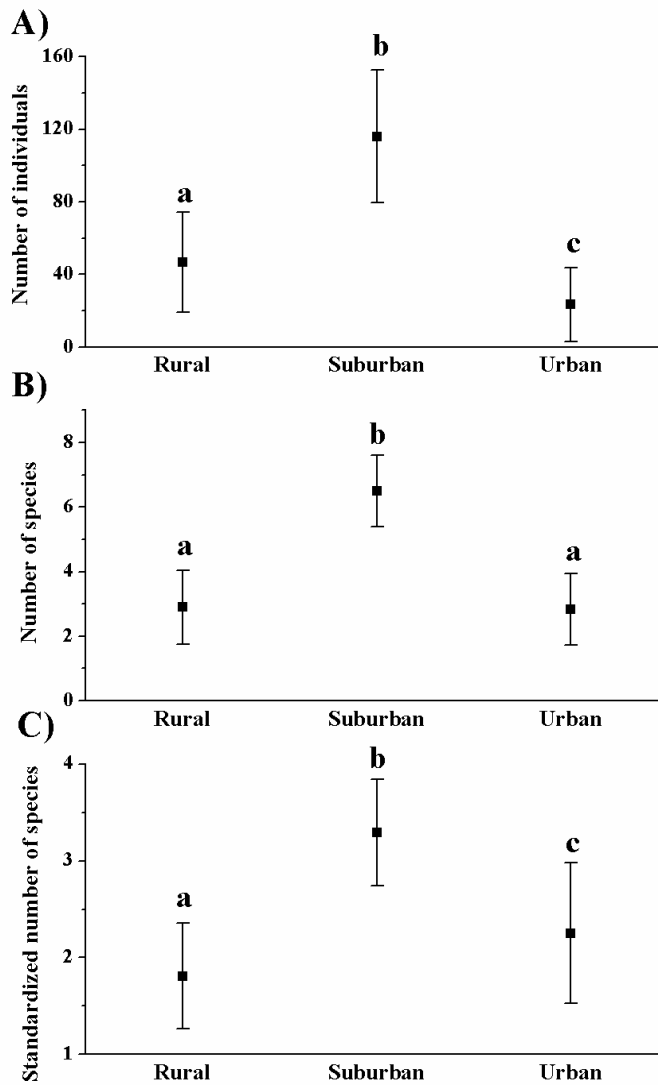 A)
Number of individuals
160
120
80
40
0
a
b
c
Rural Suburban Urban
B)
Number of species
8
6
4
2
0
a
b
a
Rural Suburban Urban
C)
Standardized number of species
4
3
2
1
a
b
c
Rural Suburban Urban